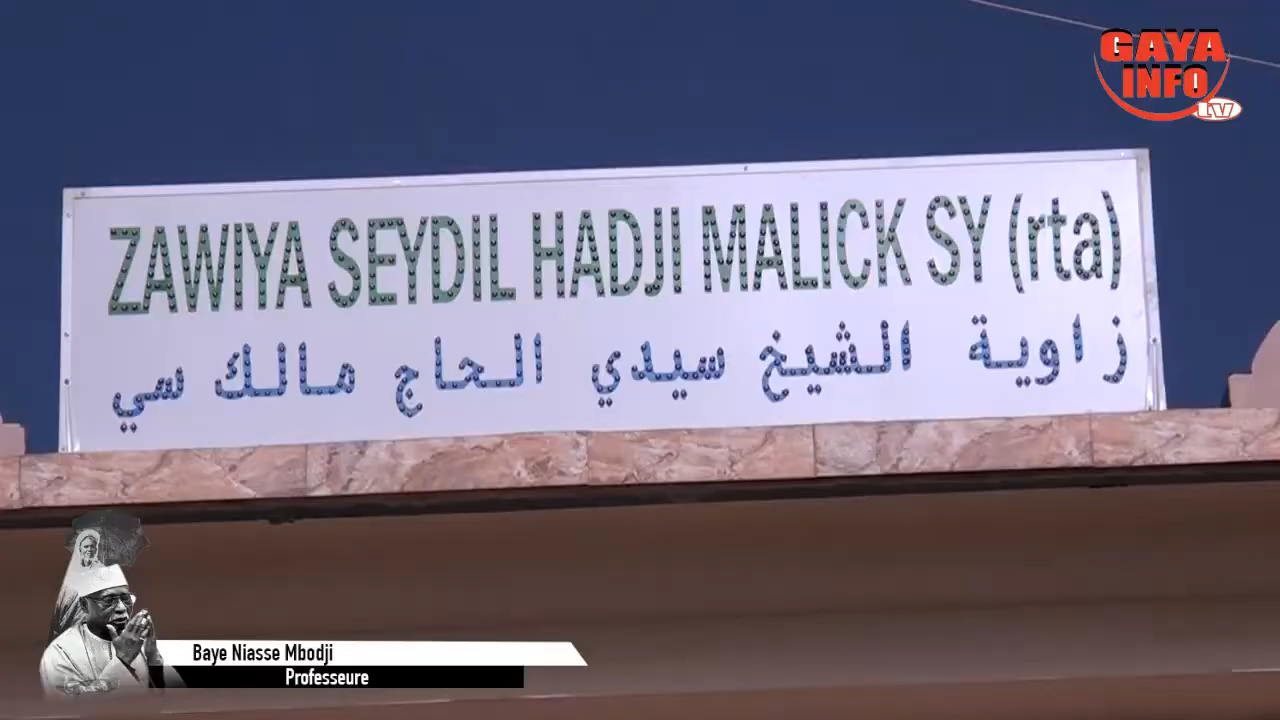 GAYA
INFO
tv
ZAWIYA SEYDIL HADJI MALICK SY (rta)
زاوية الشيخ سيدي الحاج مالك سي
Baye Niasse Mbodji
Professeure